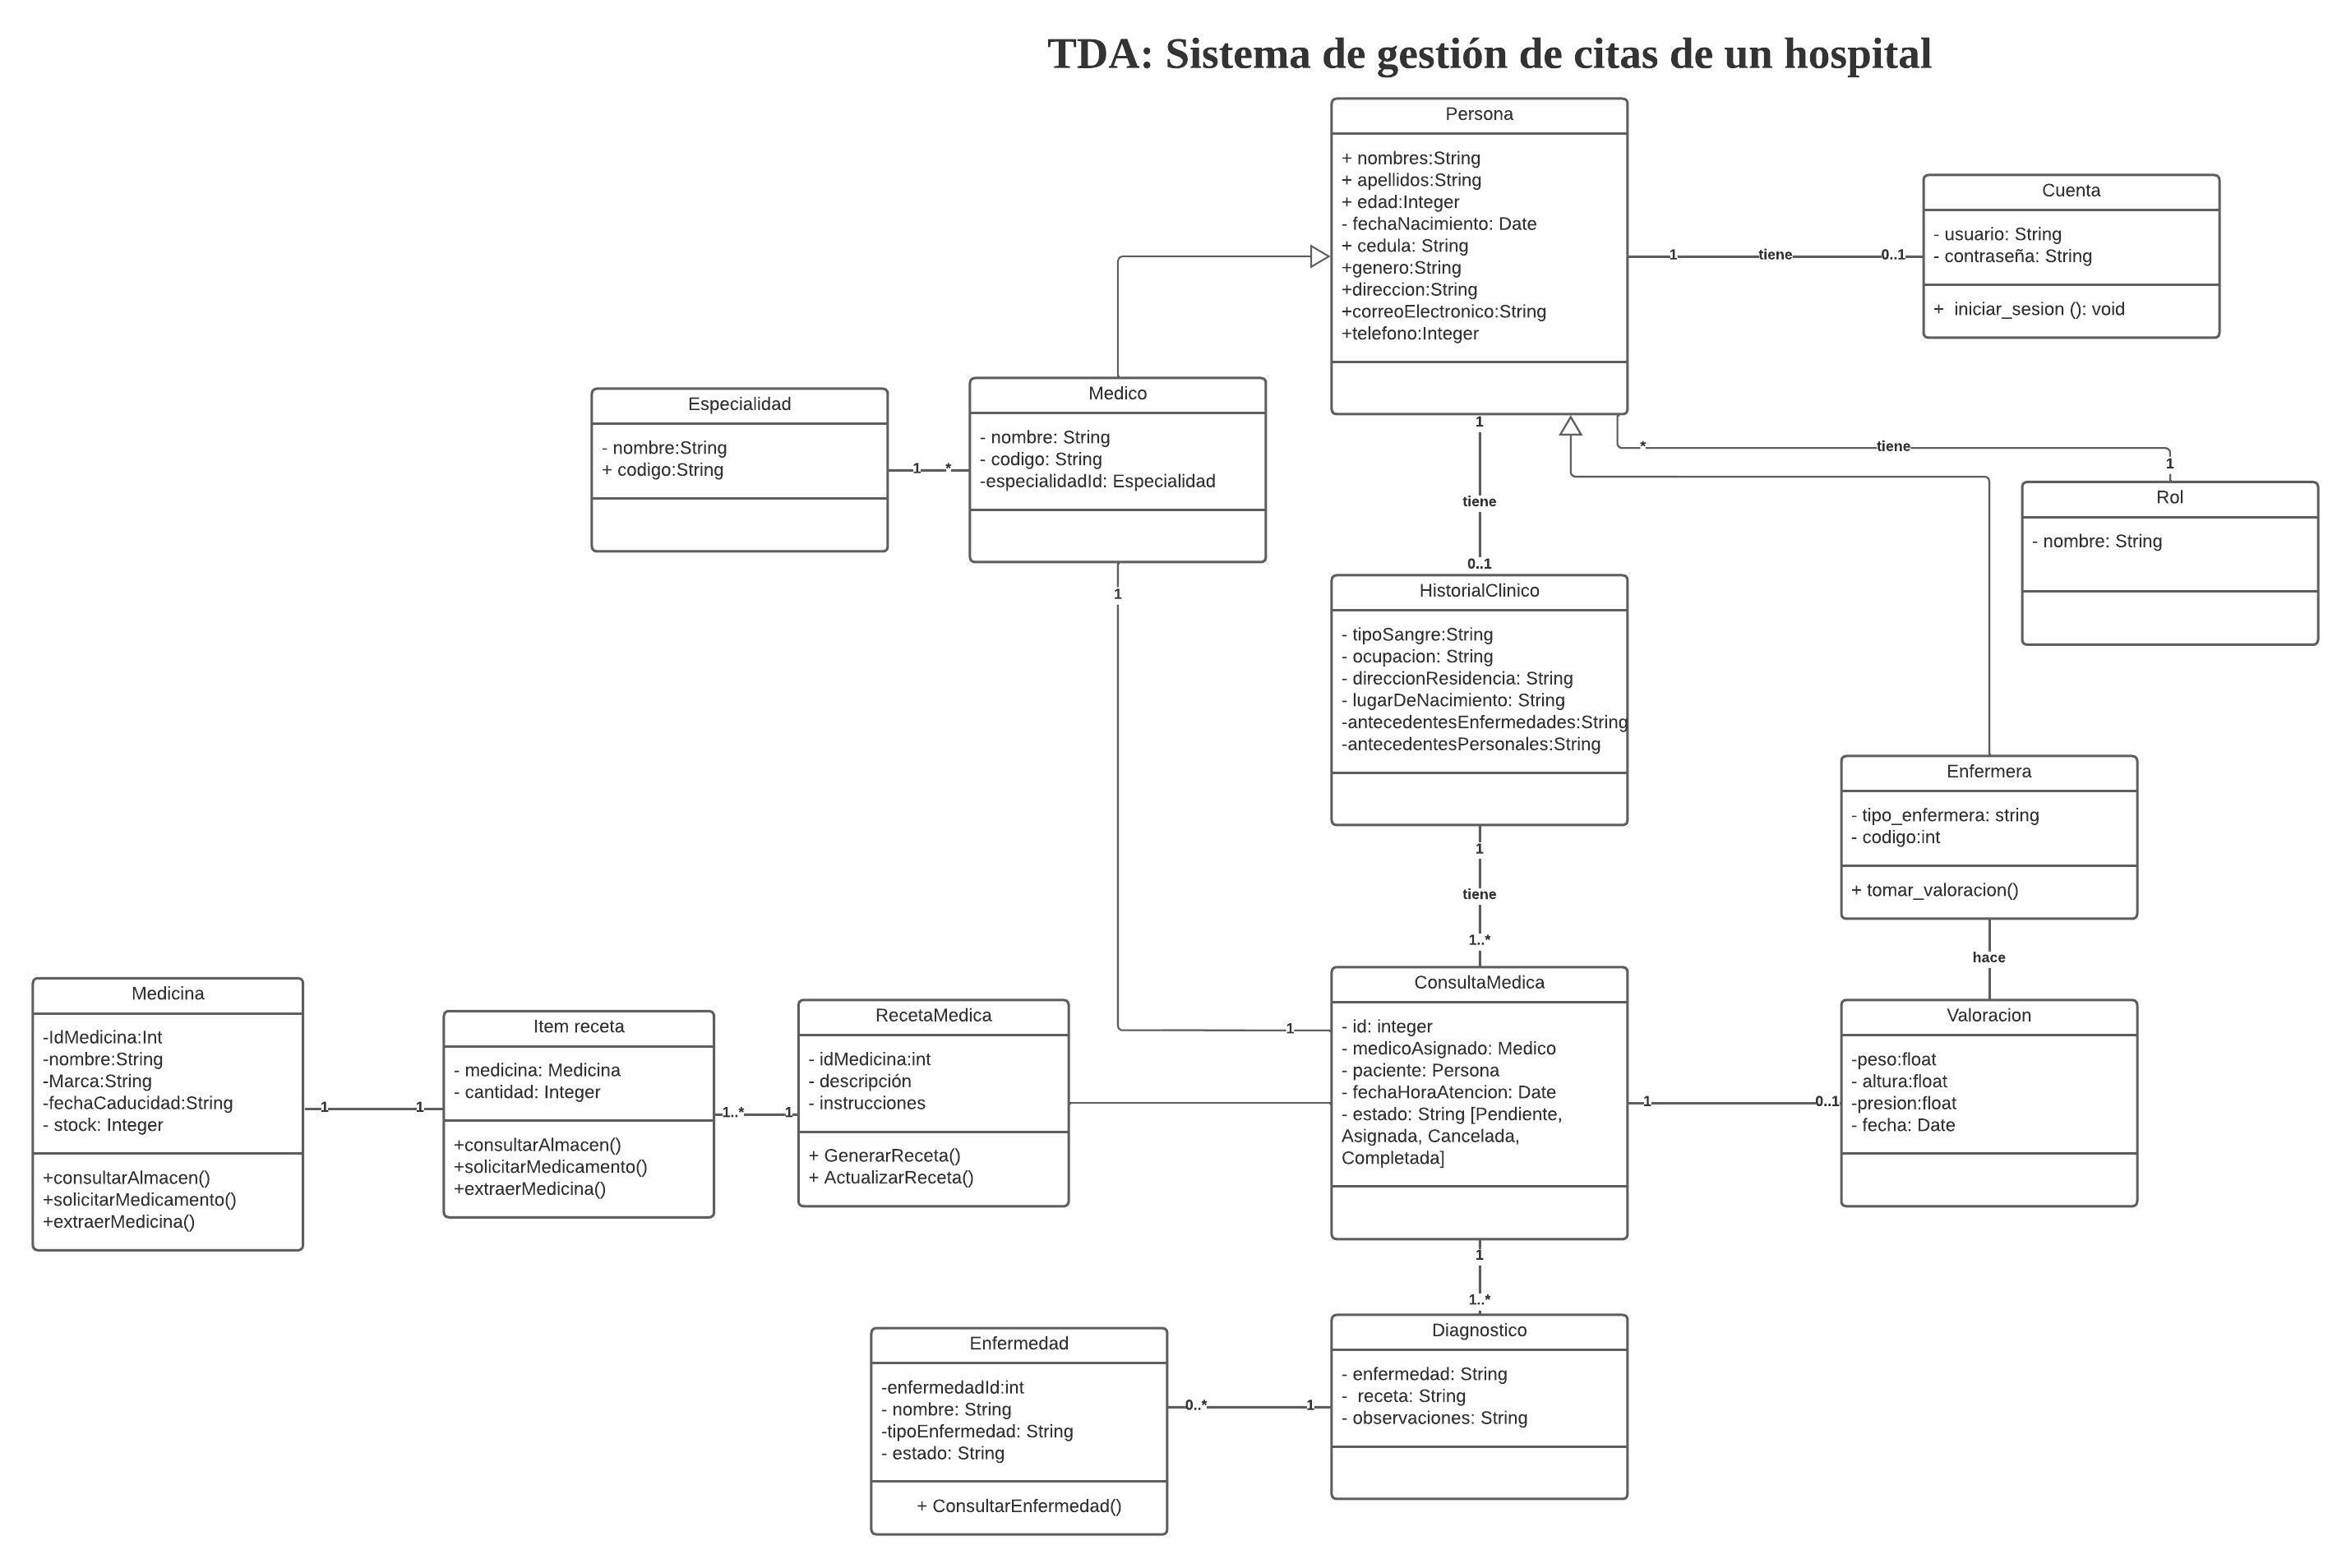 TDA: Sistema de gestión de citas de un hospital
Persona
+ nombres:String
+ apellidos:String
+ edad:Integer
- fechaNacimiento: Date
+ cedula: String
+genero:String
+direccion:String
+correoElectronico:String
+telefono:Integer
Cuenta
- usuario: String
- contraseña: String
+  iniciar_sesion (): void
1
tiene
0..1
Especialidad
- nombre:String
+ codigo:String
1
*
Medico
- nombre: String
- codigo: String
-especialidadId: Especialidad
1
tiene
0..1
*
tiene
1
Rol
- nombre: String
1
HistorialClinico
- tipoSangre:String
- ocupacion: String
- direccionResidencia: String
- lugarDeNacimiento: String
-antecedentesEnfermedades:String
-antecedentesPersonales:String
Enfermera
- tipo_enfermera: string
- codigo:int
+ tomar_valoracion()
1
tiene
1..*
hace
Medicina
-IdMedicina:Int
-nombre:String
-Marca:String
-fechaCaducidad:String
- stock: Integer
+consultarAlmacen()
+solicitarMedicamento()
+extraerMedicina()
1
1
Item receta
- medicina: Medicina
- cantidad: Integer
+consultarAlmacen()
+solicitarMedicamento()
+extraerMedicina()
1..*
1
RecetaMedica
- idMedicina:int
- descripción
- instrucciones
+ GenerarReceta()
+ ActualizarReceta()
1
ConsultaMedica
- id: integer
- medicoAsignado: Medico
- paciente: Persona
- fechaHoraAtencion: Date
- estado: String [Pendiente,
Asignada, Cancelada,
Completada]
1
0..1
Valoracion
-peso:float
- altura:float
-presion:float
- fecha: Date
1
1..*
Enfermedad
-enfermedadId:int
- nombre: String
-tipoEnfermedad: String
- estado: String
+ ConsultarEnfermedad()
0..*
1
Diagnostico
- enfermedad: String
-  receta: String
- observaciones: String